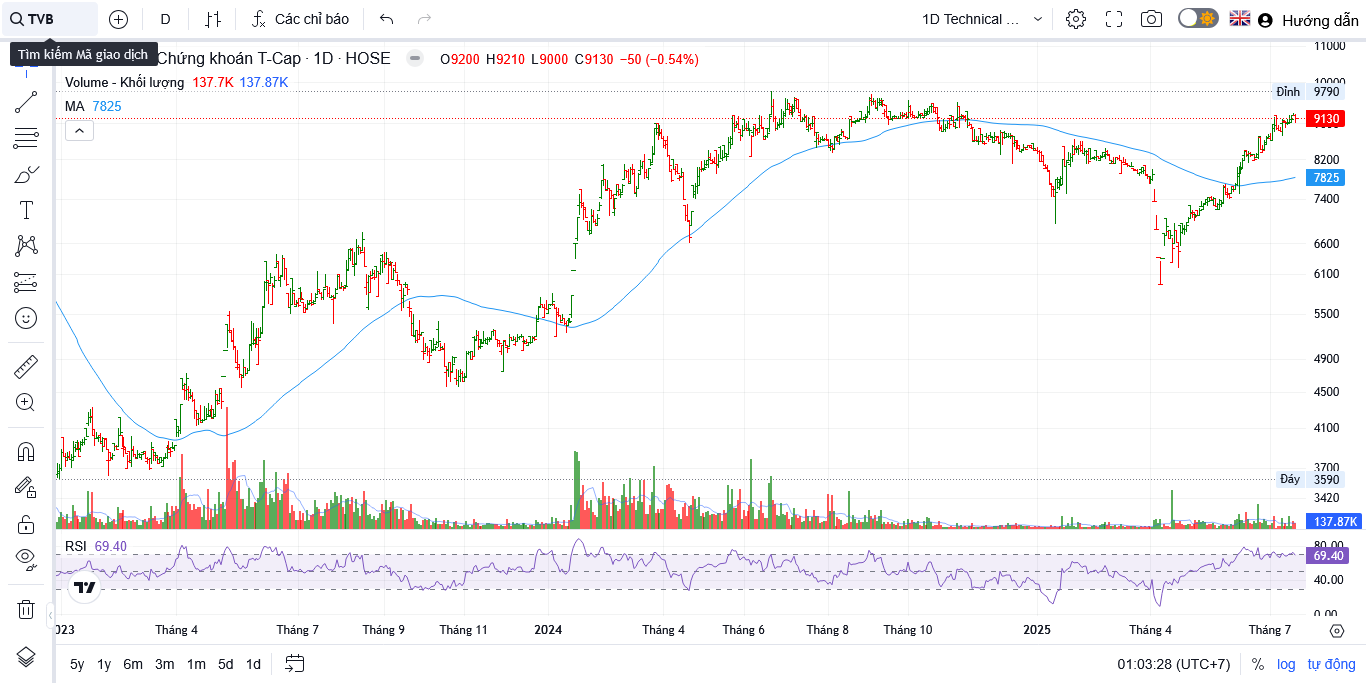 TVB D Các chỉ báo 1D Technical ... Hướng dẫn
Tìm kiếm Mã giao dịch
Chứng khoán T-Cap · 1D · HOSE O9200 H9210 L9000 C9130 −50 (−0.54%)
Volume - Khối lượng 137.7K 137.87K
MA 7825
11000
10000
Đỉnh 9790
9130
8200
7825
7400
6600
6100
5500
4900
4500
4100
3700
Đáy 3590
3420
137.87K
RSI 69.40
80.00
69.40
40.00
0.00
023 Tháng 4 Tháng 7 Tháng 9 Tháng 11 2024 Tháng 4 Tháng 6 Tháng 8 Tháng 10 2025 Tháng 4 Tháng 7
5y 1y 6m 3m 1m 5d 1d 01:03:28 (UTC+7) % log tự động